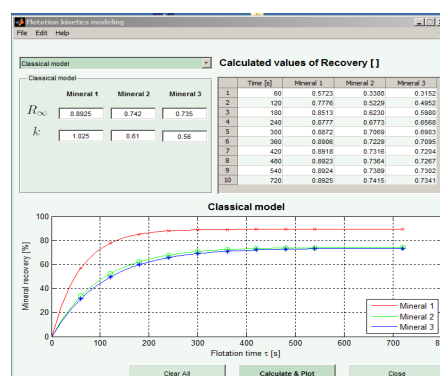 Flotation kinetics modeling
File Edit Help
Classical model
Calculated values of Recovery [ ]
Classical model
Mineral 1 Mineral 2 Mineral 3
R∞ 0.8925 0.742 0.735
k 1.025 0.61 0.56
Time [s] Mineral 1 Mineral 2 Mineral 3
1 60 0.5723 0.3388 0.3152
2 120 0.7776 0.5229 0.4952
3 180 0.8513 0.6230 0.5980
4 240 0.8777 0.6773 0.6568
5 300 0.8872 0.7069 0.6903
6 360 0.8906 0.7229 0.7095
7 420 0.8918 0.7316 0.7204
8 480 0.8923 0.7364 0.7267
9 540 0.8924 0.7389 0.7302
10 720 0.8925 0.7415 0.7341
Classical model
Mineral recovery [%]
100
80
60
40
20
0
0 100 200 300 400 500 600 700
Flotation time τ [s]
Mineral 1
Mineral 2
Mineral 3
Clear All Calculate & Plot Close